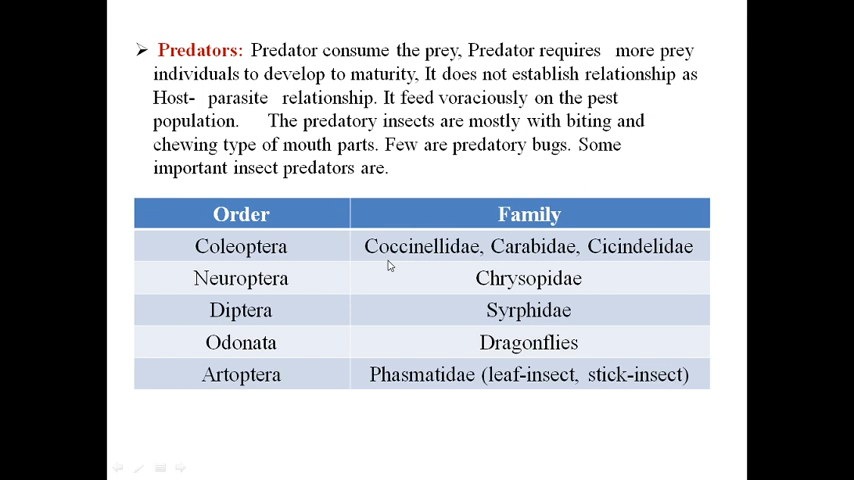 ➢ Predators: Predator consume the prey, Predator requires more prey
individuals to develop to maturity, It does not establish relationship as
Host- parasite relationship. It feed voraciously on the pest
population. The predatory insects are mostly with biting and
chewing type of mouth parts. Few are predatory bugs. Some
important insect predators are.
Order Family
Coleoptera Coccinellidae, Carabidae, Cicindelidae
Neuroptera Chrysopidae
Diptera Syrphidae
Odonata Dragonflies
Artoptera Phasmatidae (leaf-insect, stick-insect)